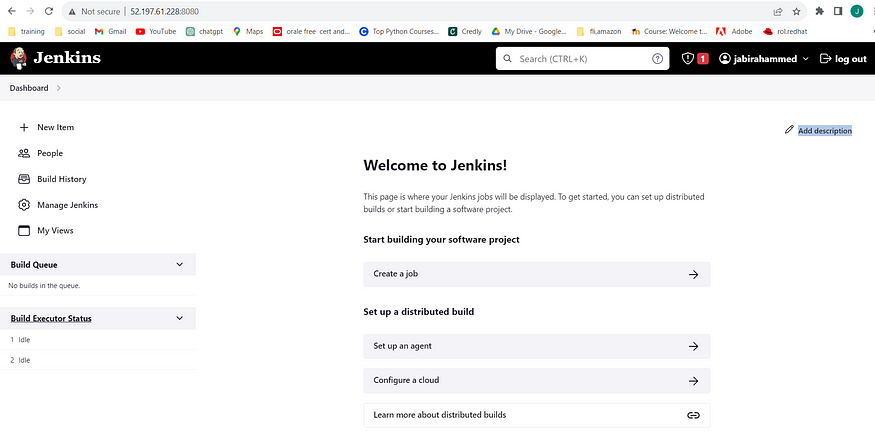 Not secure | 52.197.61.228:8080
J
training social Gmail YouTube chatgpt Maps orale free cert and... Top Python Courses... Credly My Drive - Google... fli,amazon Course: Welcome t... Adobe rol.redhat
Jenkins Search (CTRL+K) ? 1 jabirahammed log out
Dashboard
New Item
People
Build History
Manage Jenkins
My Views
Build Queue
No builds in the queue.
Build Executor Status
1 Idle
2 Idle
Add description
Welcome to Jenkins!
This page is where your Jenkins jobs will be displayed. To get started, you can set up distributed
builds or start building a software project.
Start building your software project
Create a job
Set up a distributed build
Set up an agent
Configure a cloud
Learn more about distributed builds